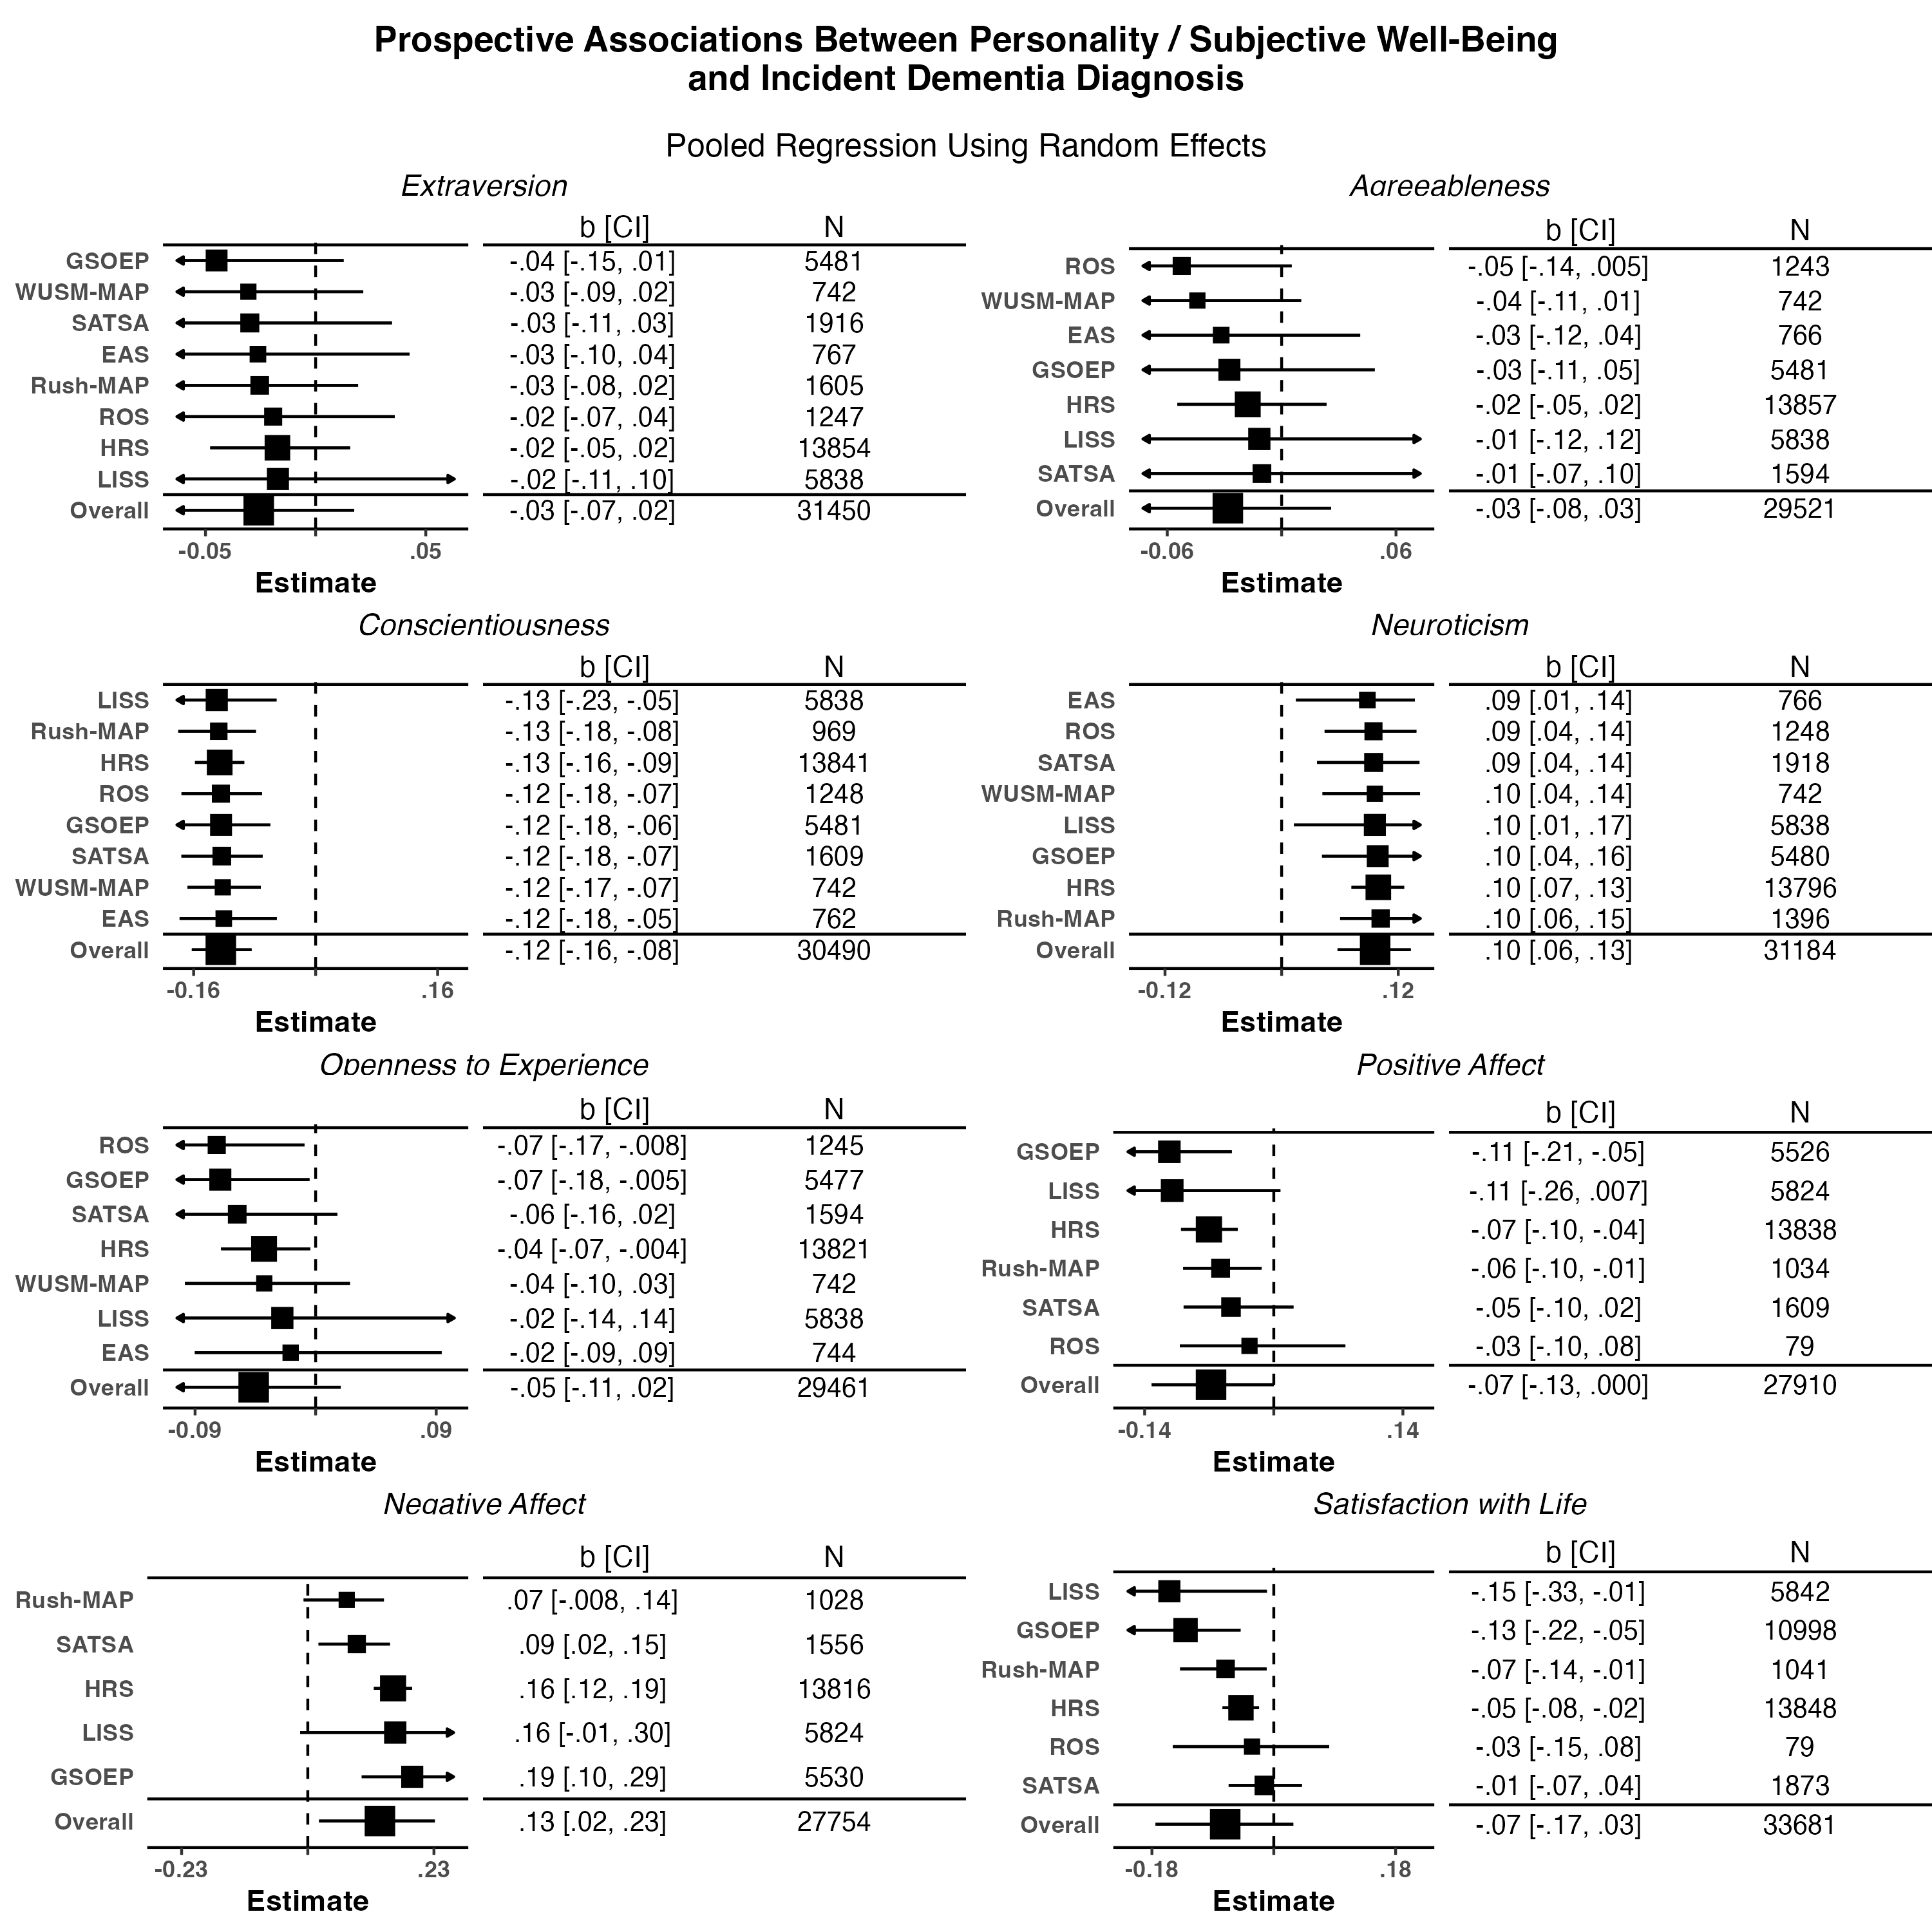 Prospective Associations Between Personality / Subjective Well-Being
and Incident Dementia Diagnosis
Pooled Regression Using Random Effects
Extraversion
b [CI] N
GSOEP -.04 [-.15, .01] 5481
WUSM-MAP -.03 [-.09, .02] 742
SATSA -.03 [-.11, .03] 1916
EAS -.03 [-.10, .04] 767
Rush-MAP -.03 [-.08, .02] 1605
ROS -.02 [-.07, .04] 1247
HRS -.02 [-.05, .02] 13854
LISS -.02 [-.11, .10] 5838
Overall -.03 [-.07, .02] 31450
-0.05 .05
Estimate
Agreeableness
b [CI] N
ROS -.05 [-.14, .005] 1243
WUSM-MAP -.04 [-.11, .01] 742
EAS -.03 [-.12, .04] 766
GSOEP -.03 [-.11, .05] 5481
HRS -.02 [-.05, .02] 13857
LISS -.01 [-.12, .12] 5838
SATSA -.01 [-.07, .10] 1594
Overall -.03 [-.08, .03] 29521
-0.06 .06
Estimate
Conscientiousness
b [CI] N
LISS -.13 [-.23, -.05] 5838
Rush-MAP -.13 [-.18, -.08] 969
HRS -.13 [-.16, -.09] 13841
ROS -.12 [-.18, -.07] 1248
GSOEP -.12 [-.18, -.06] 5481
SATSA -.12 [-.18, -.07] 1609
WUSM-MAP -.12 [-.17, -.07] 742
EAS -.12 [-.18, -.05] 762
Overall -.12 [-.16, -.08] 30490
-0.16 .16
Estimate
Neuroticism
b [CI] N
EAS .09 [.01, .14] 766
ROS .09 [.04, .14] 1248
SATSA .09 [.04, .14] 1918
WUSM-MAP .10 [.04, .14] 742
LISS .10 [.01, .17] 5838
GSOEP .10 [.04, .16] 5480
HRS .10 [.07, .13] 13796
Rush-MAP .10 [.06, .15] 1396
Overall .10 [.06, .13] 31184
-0.12 .12
Estimate
Openness to Experience
b [CI] N
ROS -.07 [-.17, -.008] 1245
GSOEP -.07 [-.18, -.005] 5477
SATSA -.06 [-.16, .02] 1594
HRS -.04 [-.07, -.004] 13821
WUSM-MAP -.04 [-.10, .03] 742
LISS -.02 [-.14, .14] 5838
EAS -.02 [-.09, .09] 744
Overall -.05 [-.11, .02] 29461
-0.09 .09
Estimate
Positive Affect
b [CI] N
GSOEP -.11 [-.21, -.05] 5526
LISS -.11 [-.26, .007] 5824
HRS -.07 [-.10, -.04] 13838
Rush-MAP -.06 [-.10, -.01] 1034
SATSA -.05 [-.10, .02] 1609
ROS -.03 [-.10, .08] 79
Overall -.07 [-.13, .000] 27910
-0.14 .14
Estimate
Negative Affect
b [CI] N
Rush-MAP .07 [-.008, .14] 1028
SATSA .09 [.02, .15] 1556
HRS .16 [.12, .19] 13816
LISS .16 [-.01, .30] 5824
GSOEP .19 [.10, .29] 5530
Overall .13 [.02, .23] 27754
-0.23 .23
Estimate
Satisfaction with Life
b [CI] N
LISS -.15 [-.33, -.01] 5842
GSOEP -.13 [-.22, -.05] 10998
Rush-MAP -.07 [-.14, -.01] 1041
HRS -.05 [-.08, -.02] 13848
ROS -.03 [-.15, .08] 79
SATSA -.01 [-.07, .04] 1873
Overall -.07 [-.17, .03] 33681
-0.18 .18
Estimate